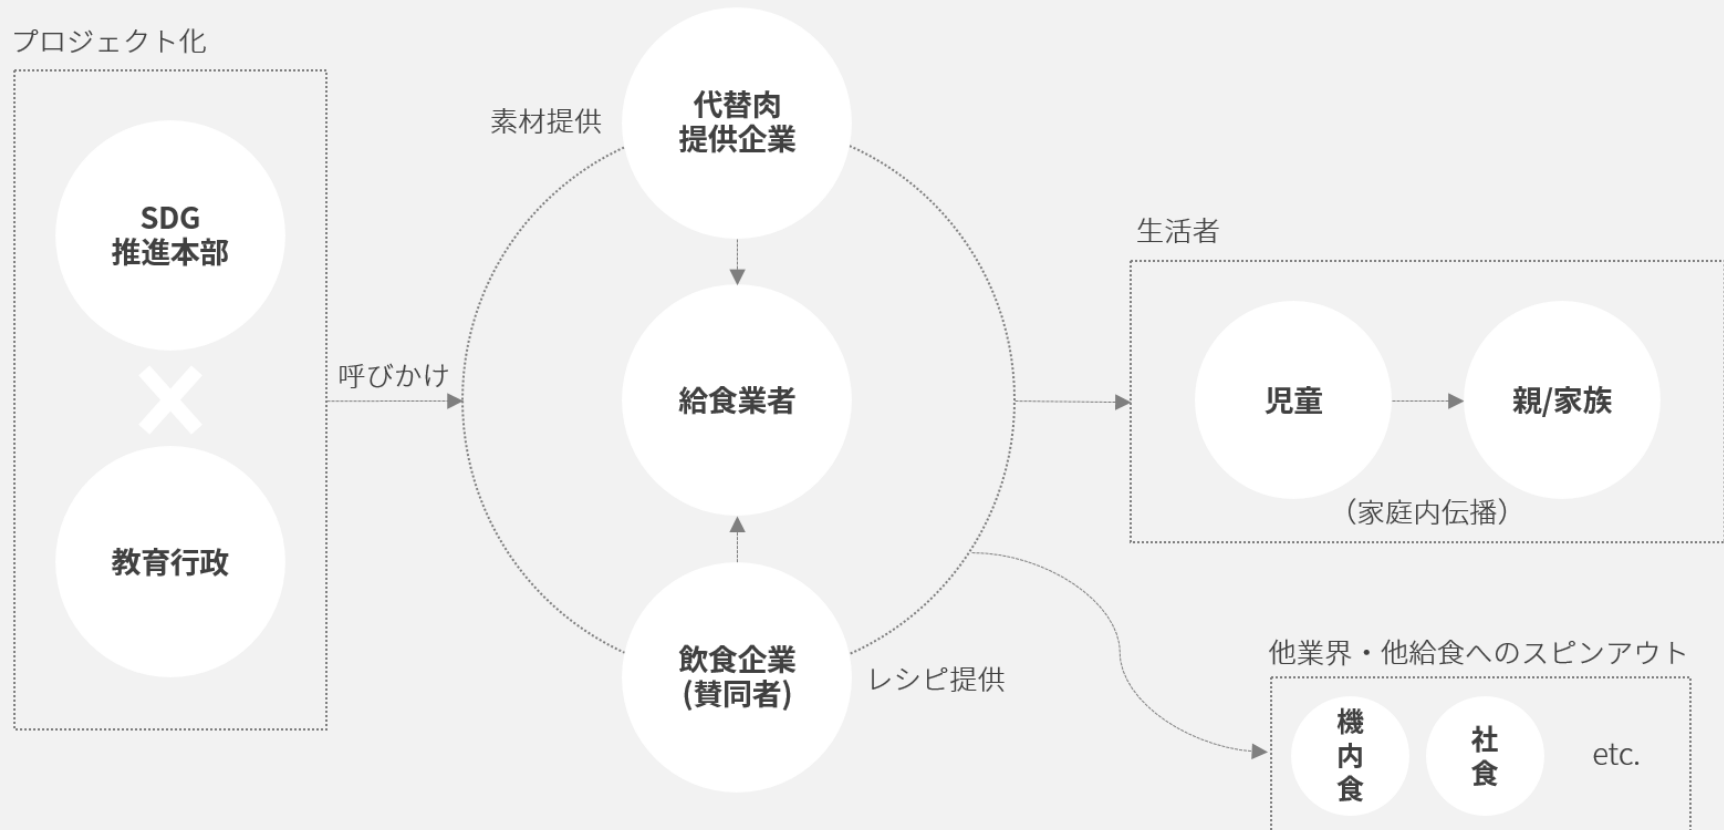 プロジェクト化
SDG
推進本部
教育行政
呼びかけ
素材提供
代替肉
提供企業
給食業者
飲食企業
(賛同者)
レシピ提供
生活者
児童
親/家族
（家庭内伝播）
他業界・他給食へのスピンアウト
機
内
食
社
食
etc.